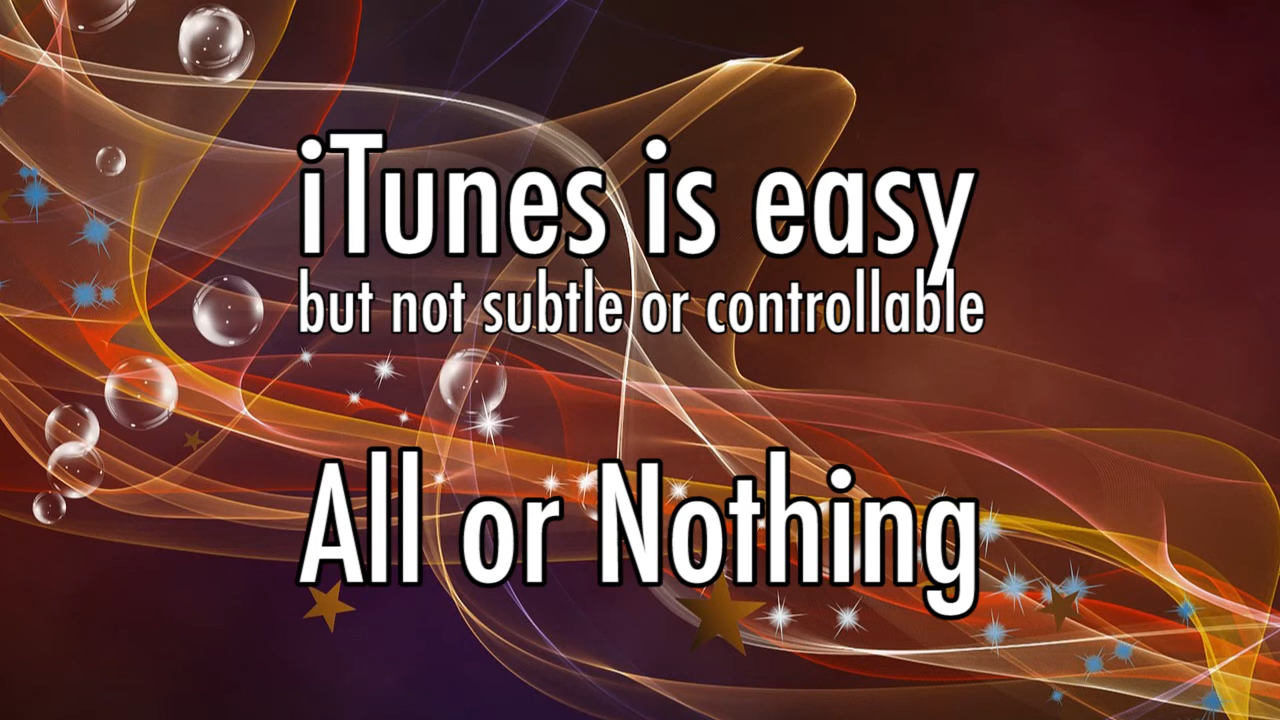 iTunes is easy
but not subtle or controllable
All or Nothing